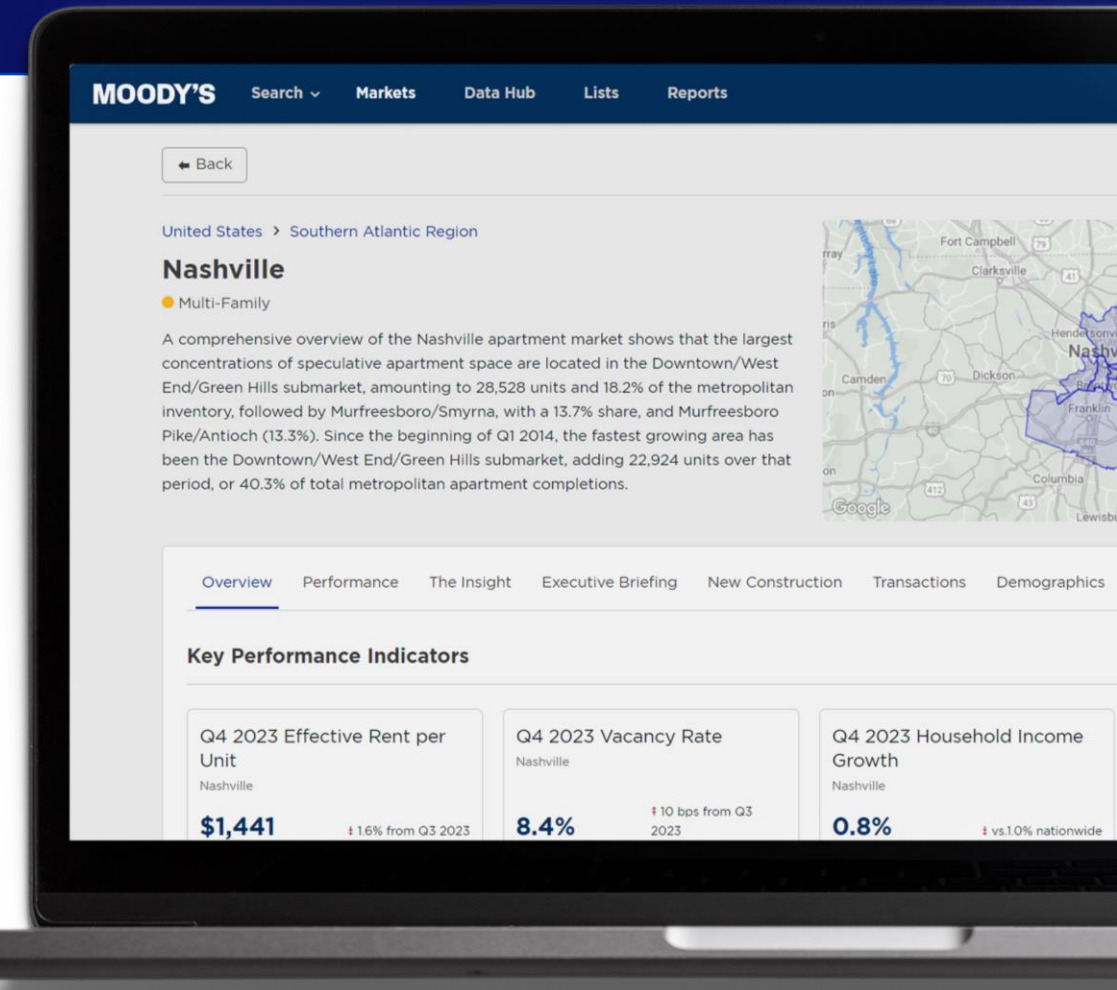 MOODY'S Search Markets Data Hub Lists Reports
Back
United States > Southern Atlantic Region
Nashville
Multi-Family
A comprehensive overview of the Nashville apartment market shows that the largest
concentrations of speculative apartment space are located in the Downtown/West
End/Green Hills submarket, amounting to 28,528 units and 18.2% of the metropolitan
inventory, followed by Murfreesboro/Smyrna, with a 13.7% share, and Murfreesboro
Pike/Antioch (13.3%). Since the beginning of Q1 2014, the fastest growing area has
been the Downtown/West End/Green Hills submarket, adding 22,924 units over that
period, or 40.3% of total metropolitan apartment completions.
Fort Campbell
79
Clarksville
41
Camden
70
Dickson
Franklin
Columbia
412
43
Google
Overview Performance The Insight Executive Briefing New Construction Transactions Demographics
Key Performance Indicators
Q4 2023 Effective Rent per
Unit
Nashville
$1,441 1.6% from Q3 2023
Q4 2023 Vacancy Rate
Nashville
8.4% 10 bps from Q3
2023
Q4 2023 Household Income
Growth
Nashville
0.8% vs.1.0% nationwide